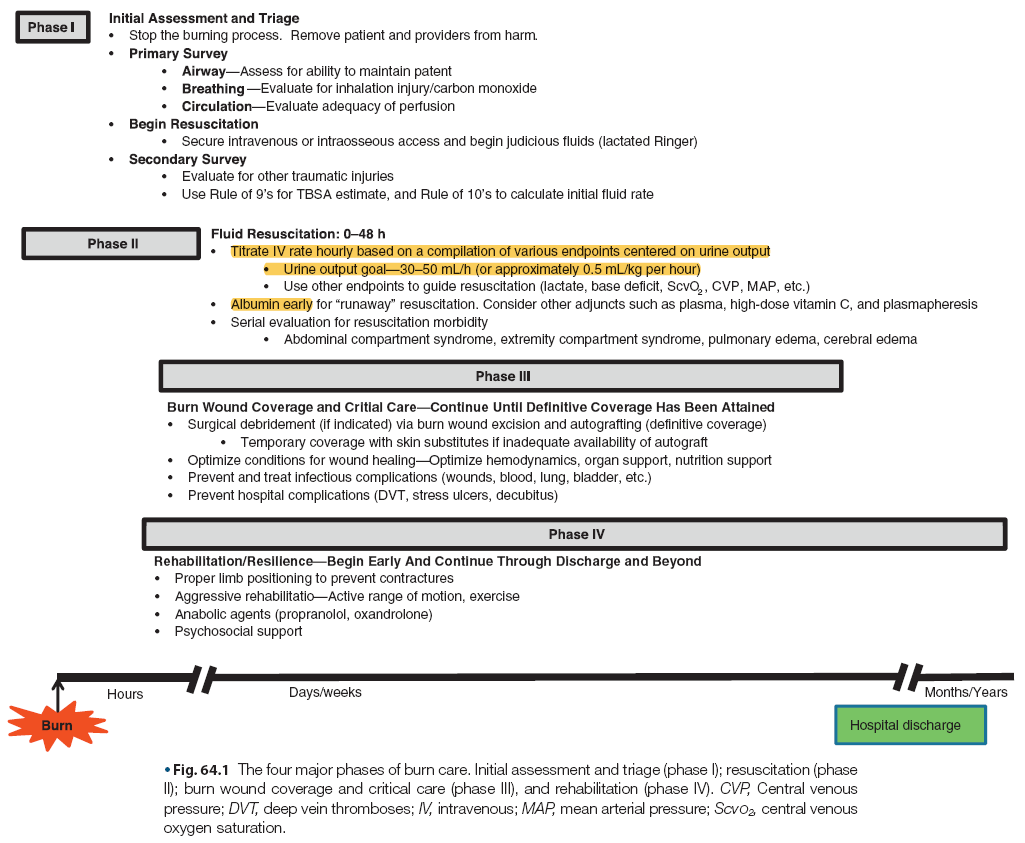 Phase I
Initial Assessment and Triage
• Stop the burning process. Remove patient and providers from harm.
• Primary Survey
• Airway—Assess for ability to maintain patent
• Breathing—Evaluate for inhalation injury/carbon monoxide
• Circulation—Evaluate adequacy of perfusion
• Begin Resuscitation
• Secure intravenous or intraosseous access and begin judicious fluids (lactated Ringer)
• Secondary Survey
• Evaluate for other traumatic injuries
• Use Rule of 9's for TBSA estimate, and Rule of 10's to calculate initial fluid rate
Phase II
Fluid Resuscitation: 0–48 h
• Titrate IV rate hourly based on a compilation of various endpoints centered on urine output
• Urine output goal—30–50 mL/h (or approximately 0.5 mL/kg per hour)
• Use other endpoints to guide resuscitation (lactate, base deficit, ScvO₂, CVP, MAP, etc.)
• Albumin early for “runaway” resuscitation. Consider other adjuncts such as plasma, high-dose vitamin C, and plasmapheresis
• Serial evaluation for resuscitation morbidity
• Abdominal compartment syndrome, extremity compartment syndrome, pulmonary edema, cerebral edema
Phase III
Burn Wound Coverage and Critial Care—Continue Until Definitive Coverage Has Been Attained
• Surgical debridement (if indicated) via burn wound excision and autografting (definitive coverage)
• Temporary coverage with skin substitutes if inadequate availability of autograft
• Optimize conditions for wound healing—Optimize hemodynamics, organ support, nutrition support
• Prevent and treat infectious complications (wounds, blood, lung, bladder, etc.)
• Prevent hospital complications (DVT, stress ulcers, decubitus)
Phase IV
Rehabilitation/Resilience—Begin Early And Continue Through Discharge and Beyond
• Proper limb positioning to prevent contractures
• Aggressive rehabilitatio—Active range of motion, exercise
• Anabolic agents (propranolol, oxandrolone)
• Psychosocial support
Hours
Days/weeks
Months/Years
Burn
Hospital discharge
• Fig. 64.1 The four major phases of burn care. Initial assessment and triage (phase I); resuscitation (phase
II); burn wound coverage and critical care (phase III), and rehabilitation (phase IV). CVP, Central venous
pressure; DVT, deep vein thromboses; IV, intravenous; MAP, mean arterial pressure; Scvo₂, central venous
oxygen saturation.